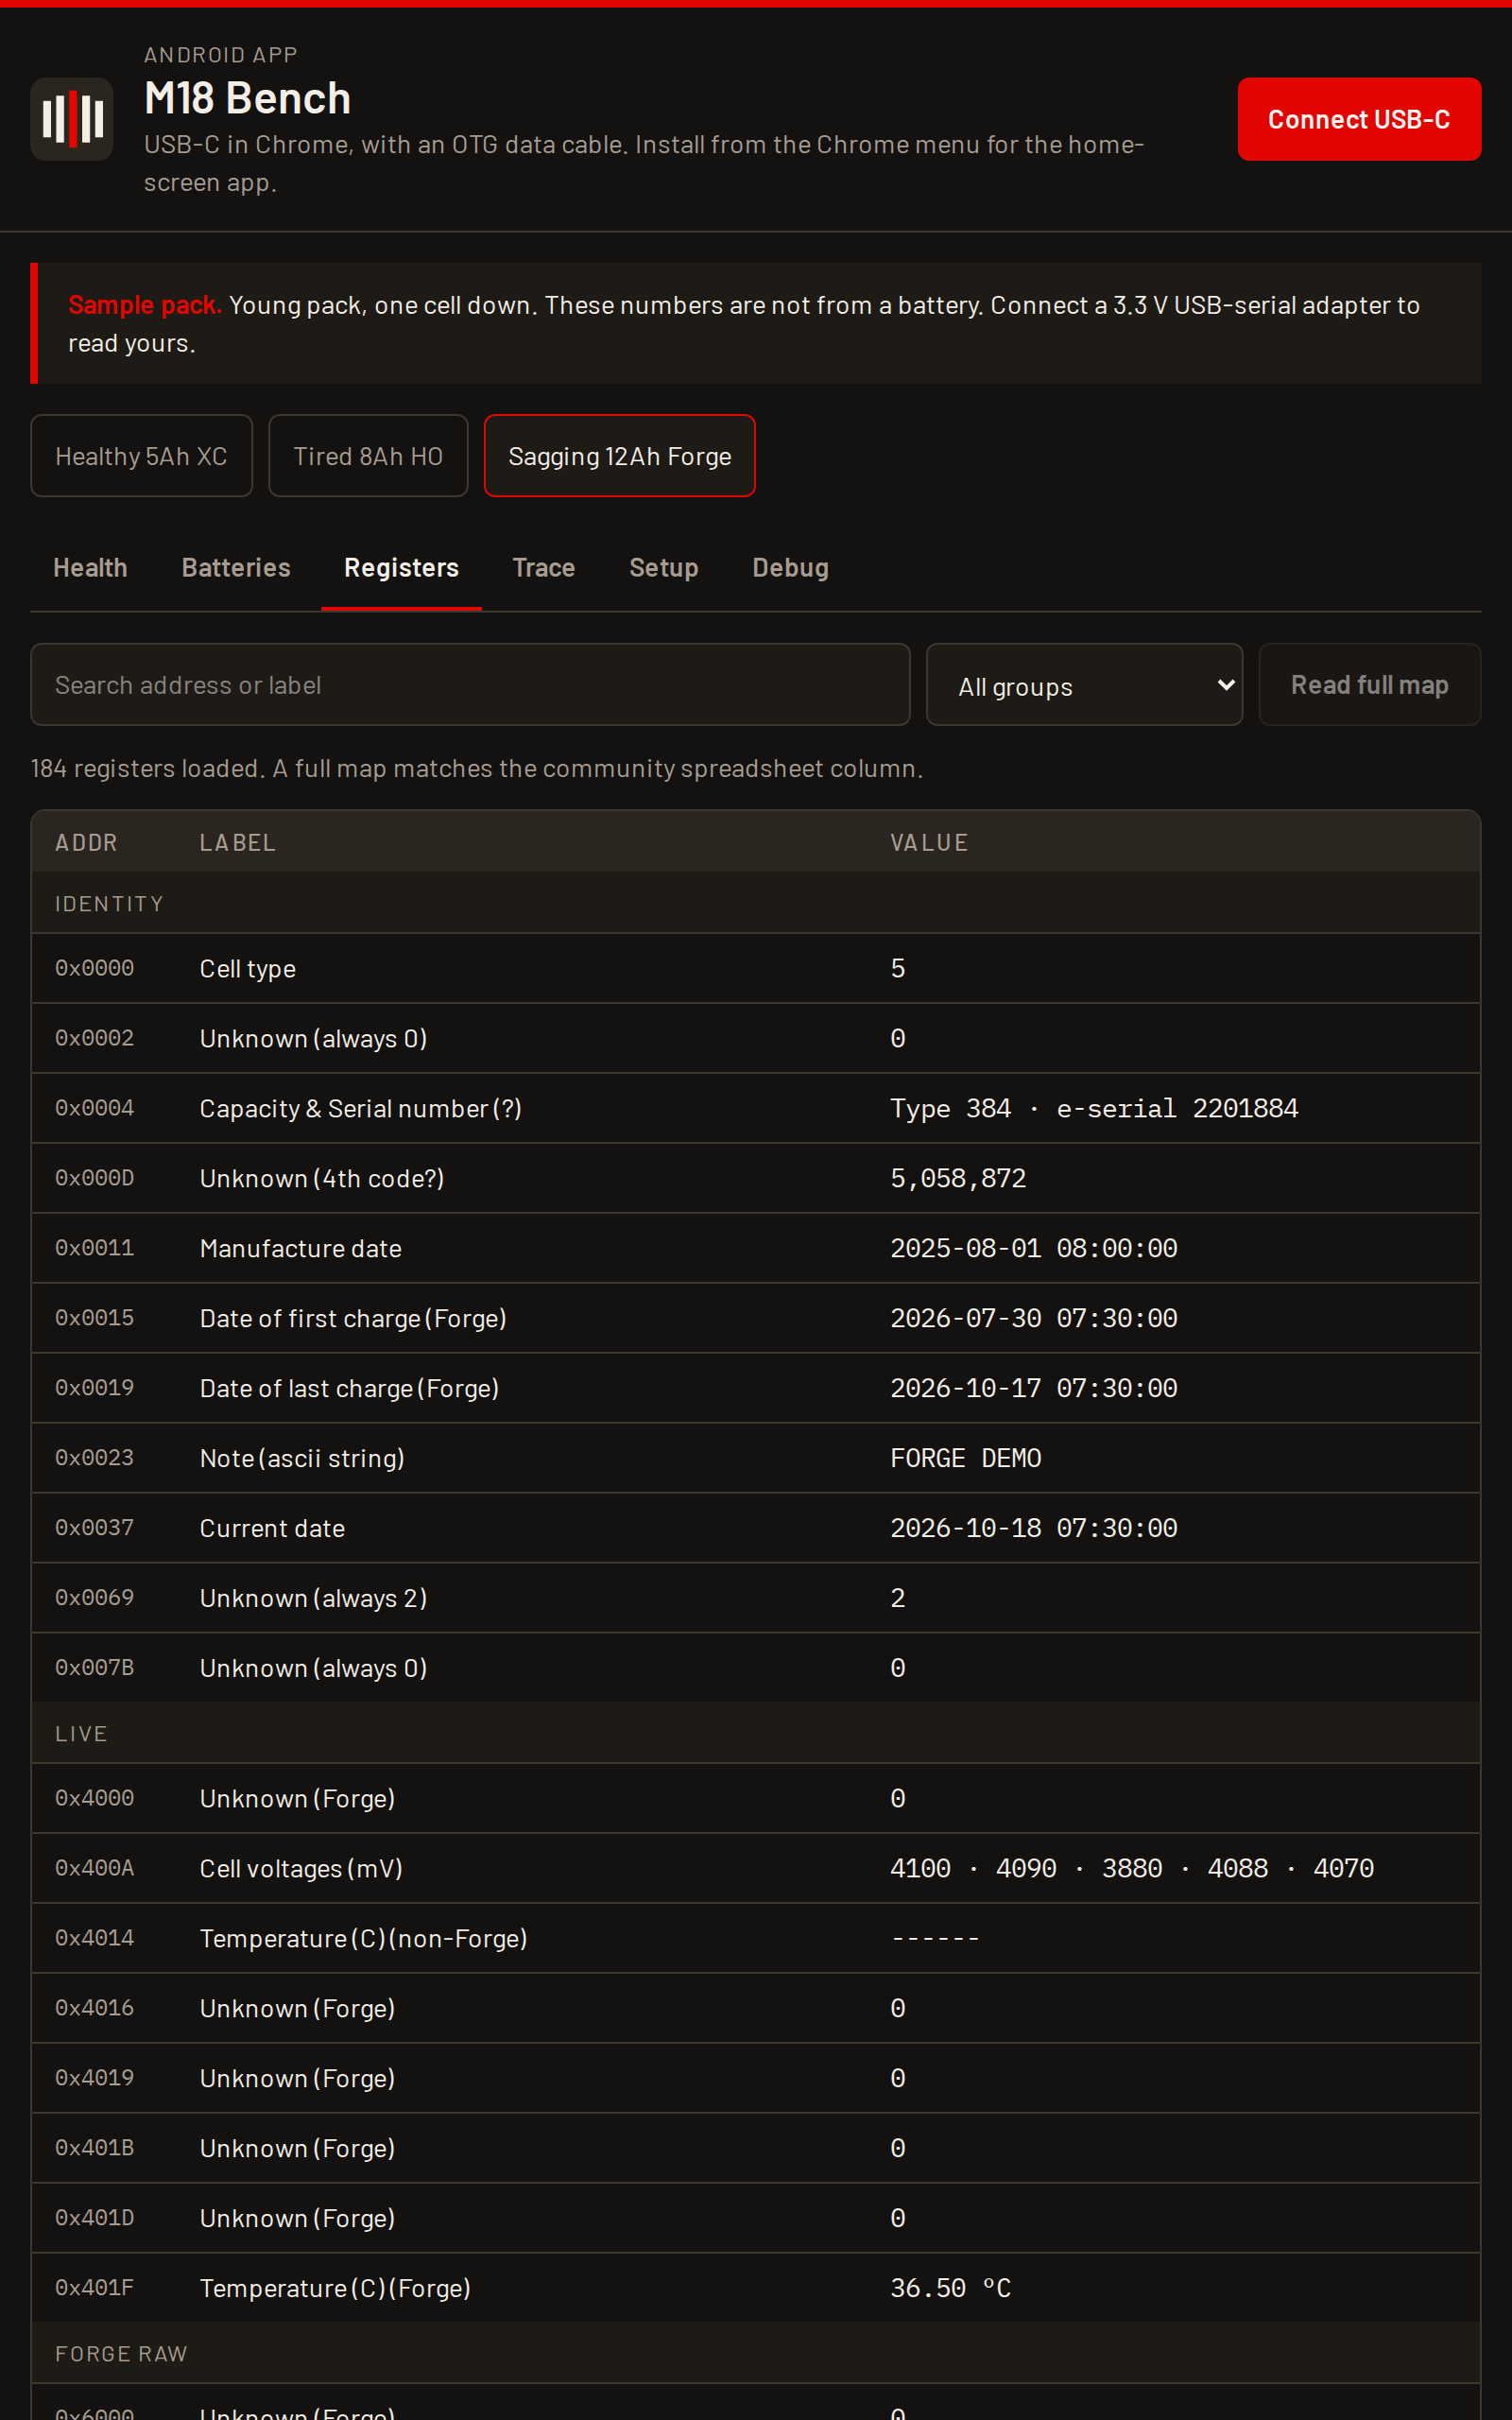 ANDROID APP
M18 Bench
USB-C in Chrome, with an OTG data cable. Install from the Chrome menu for the home-
screen app.
Connect USB-C
Sample pack. Young pack, one cell down. These numbers are not from a battery. Connect a 3.3 V USB-serial adapter to
read yours.
Healthy 5Ah XC
Tired 8Ah HO
Sagging 12Ah Forge
Health
Batteries
Registers
Trace
Setup
Debug
Search address or label
All groups
Read full map
184 registers loaded. A full map matches the community spreadsheet column.
ADDR LABEL VALUE
IDENTITY
0x0000 Cell type 5
0x0002 Unknown (always 0) 0
0x0004 Capacity & Serial number (?) Type 384 · e-serial 2201884
0x000D Unknown (4th code?) 5,058,872
0x0011 Manufacture date 2025-08-01 08:00:00
0x0015 Date of first charge (Forge) 2026-07-30 07:30:00
0x0019 Date of last charge (Forge) 2026-10-17 07:30:00
0x0023 Note (ascii string) FORGE DEMO
0x0037 Current date 2026-10-18 07:30:00
0x0069 Unknown (always 2) 2
0x007B Unknown (always 0) 0
LIVE
0x4000 Unknown (Forge) 0
0x400A Cell voltages (mV) 4100 · 4090 · 3880 · 4088 · 4070
0x4014 Temperature (C) (non-Forge) ------
0x4016 Unknown (Forge) 0
0x4019 Unknown (Forge) 0
0x401B Unknown (Forge) 0
0x401D Unknown (Forge) 0
0x401F Temperature (C) (Forge) 36.50 °C
FORGE RAW
0x6000 Unknown (Forge) 0